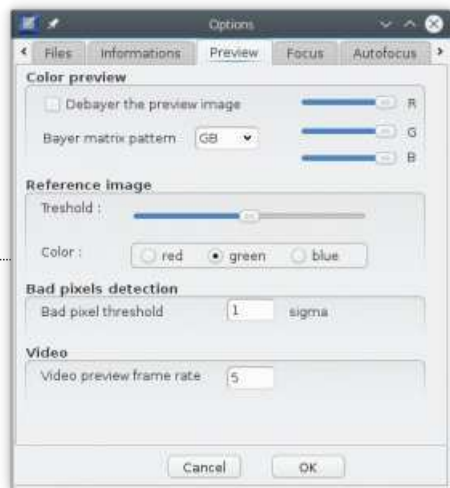 Options
Files Informations Preview Focus Autofocus
Color preview
Debayer the preview image
R
Bayer matrix pattern GB
G
B
Reference image
Treshold :
Color : red green blue
Bad pixels detection
Bad pixel threshold 1 sigma
Video
Video preview frame rate 5
Cancel OK